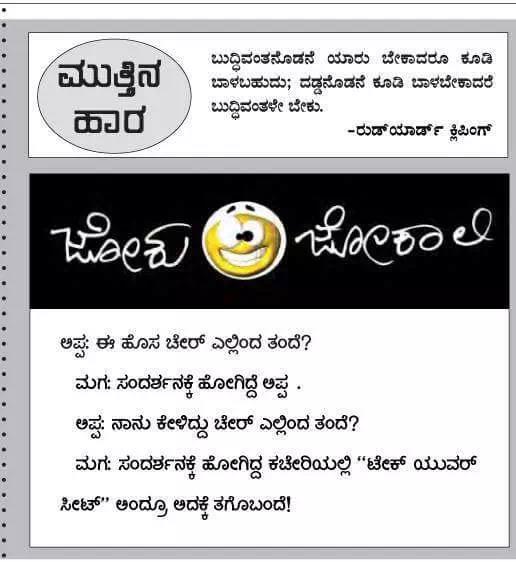 ಮುತ್ತಿನ
ಹಾರ
ಬುದ್ಧಿವಂತನೊಡನೆ ಯಾರು ಬೇಕಾದರೂ ಕೂಡಿ
ಬಾಳಬಹುದು; ದಡ್ಡನೊಡನೆ ಕೂಡಿ ಬಾಳಬೇಕಾದರೆ
ಬುದ್ಧಿವಂತಳೇ ಬೇಕು.
-ರುಡ್‌ಯಾರ್ಡ್ ಕ್ಲಿಪಿಂಗ್
ಜೋಕು ಜೋಕಾಲಿ
ಅಪ್ಪ: ಈ ಹೊಸ ಚೇರ್ ಎಲ್ಲಿಂದ ತಂದೆ?
ಮಗ: ಸಂದರ್ಶನಕ್ಕೆ ಹೋಗಿದ್ದೆ ಅಪ್ಪ .
ಅಪ್ಪ: ನಾನು ಕೇಳಿದ್ದು ಚೇರ್ ಎಲ್ಲಿಂದ ತಂದೆ?
ಮಗ: ಸಂದರ್ಶನಕ್ಕೆ ಹೋಗಿದ್ದ ಕಚೇರಿಯಲ್ಲಿ “ಟೇಕ್ ಯುವರ್
ಸೀಟ್” ಅಂದ್ರೂ ಅದಕ್ಕೆ ತಗೊಬಂದೆ!